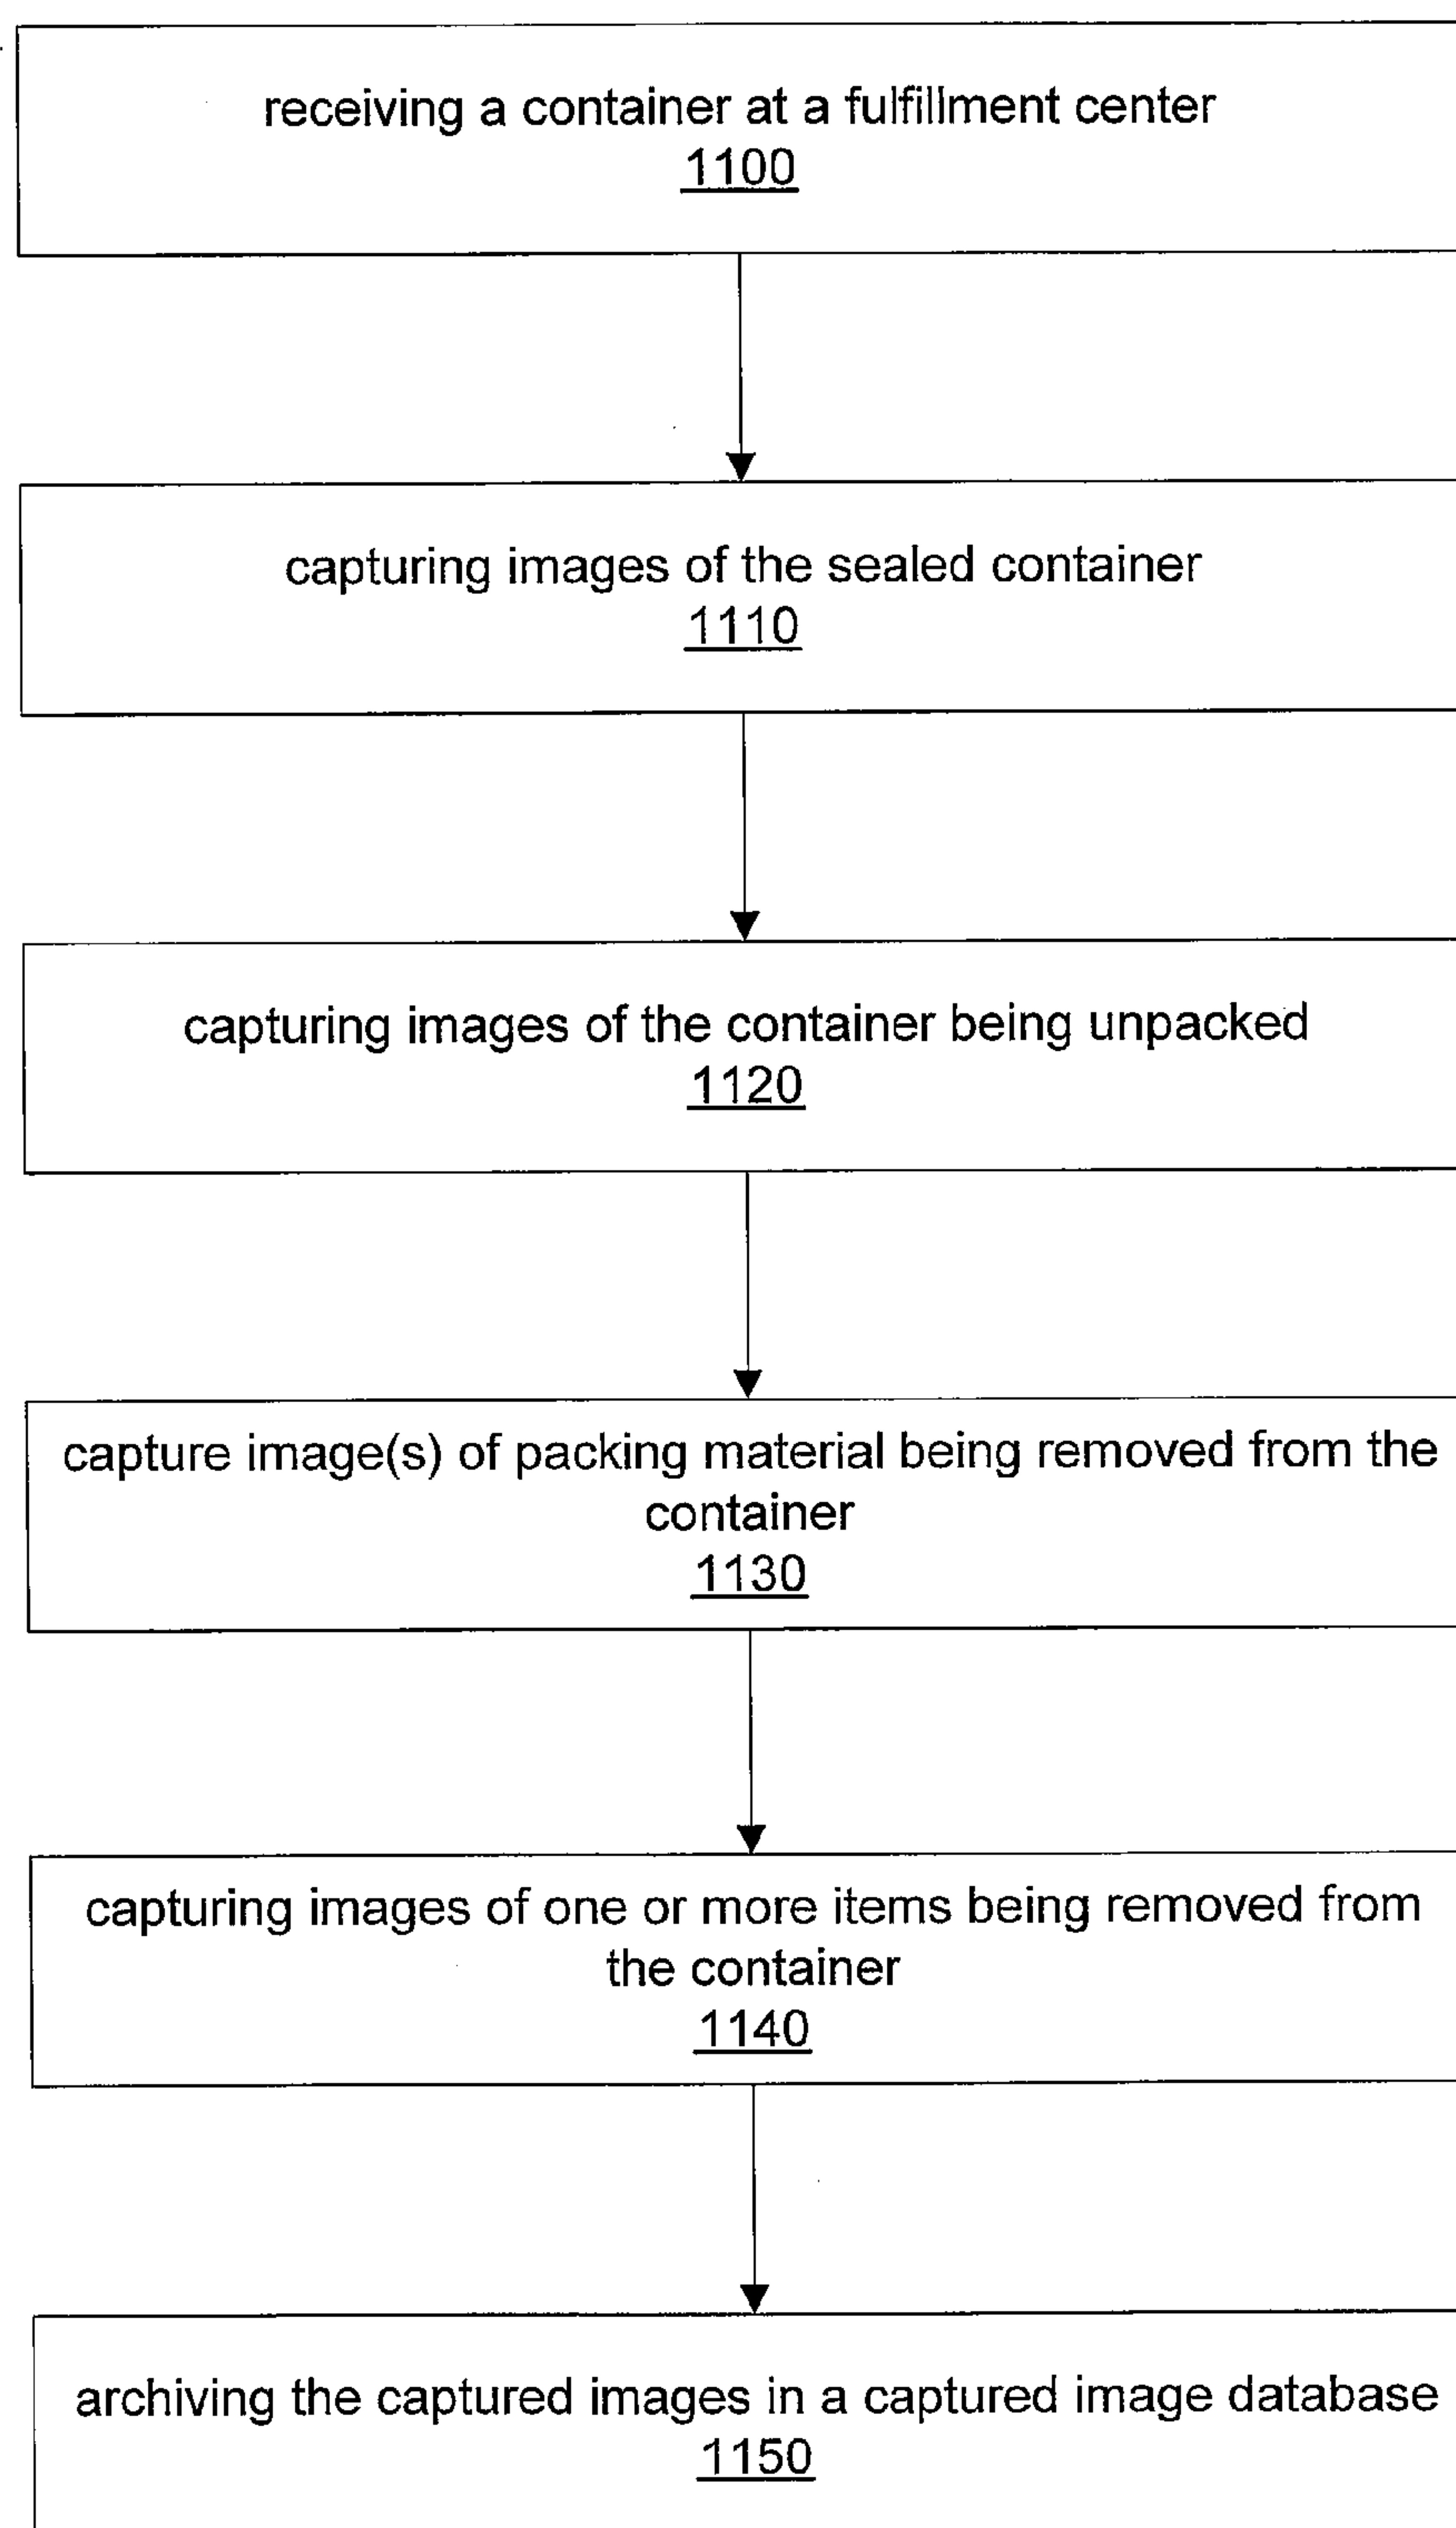 receiving a container at a fulfillment center
1100
capturing images of the sealed container
1110
capturing images of the container being unpacked
1120
capture image(s) of packing material being removed from the
container
1130
capturing images of one or more items being removed from
the container
1140
archiving the captured images in a captured image database
1150